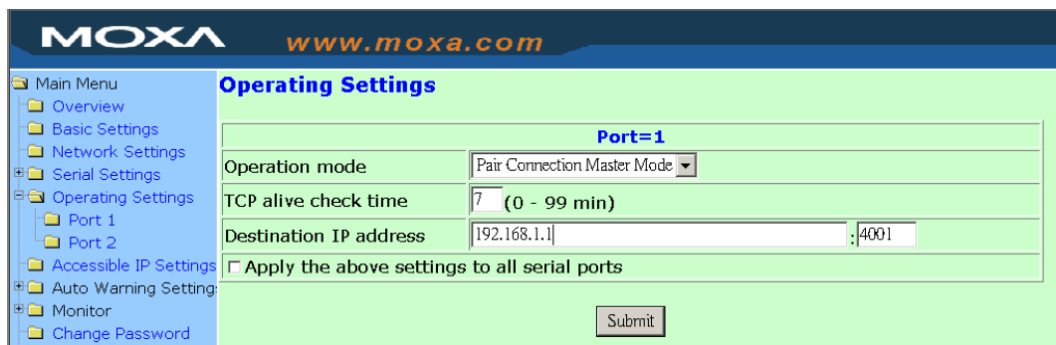 MOXA www.moxa.com
Main Menu
Overview
Basic Settings
Network Settings
Serial Settings
Operating Settings
Port 1
Port 2
Accessible IP Settings
Auto Warning Setting
Monitor
Change Password
Operating Settings
Port=1
Operation mode Pair Connection Master Mode
TCP alive check time 7 (0 - 99 min)
Destination IP address 192.168.1.1 :4001
Apply the above settings to all serial ports
Submit